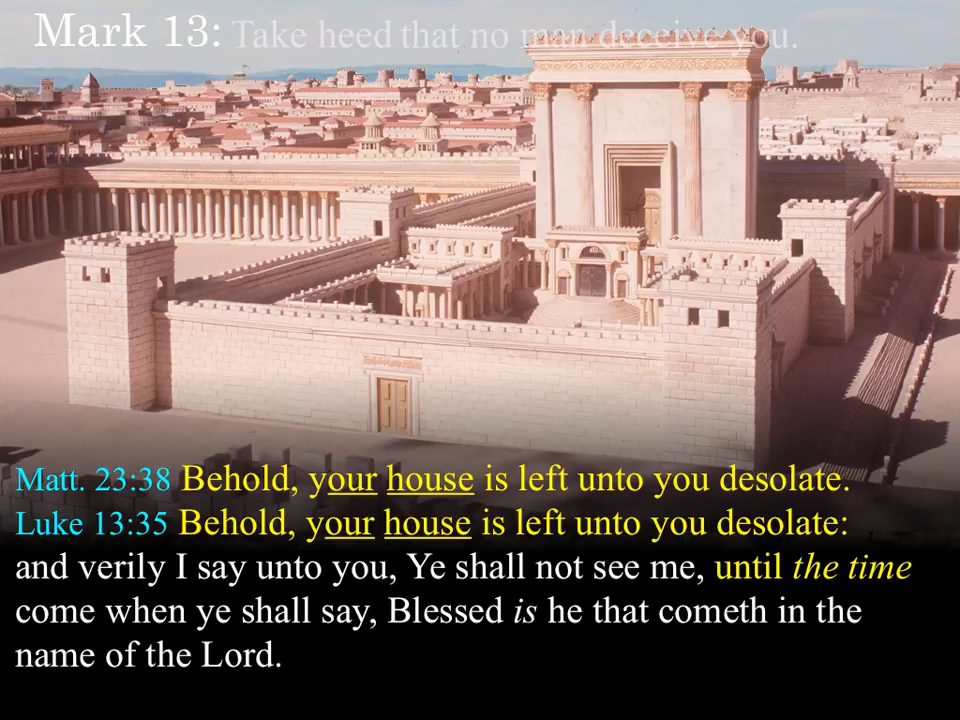 Mark 13: Take heed that no man deceive you.
Matt. 23:38 Behold, your house is left unto you desolate.
Luke 13:35 Behold, your house is left unto you desolate:
and verily I say unto you, Ye shall not see me, until the time
come when ye shall say, Blessed is he that cometh in the
name of the Lord.